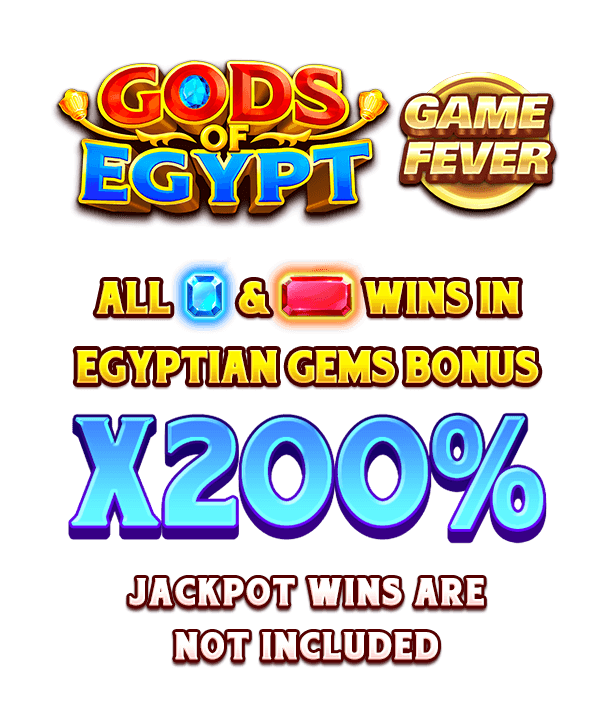 GODS
OF
EGYPT
GAME
FEVER
ALL & WINS IN
EGYPTIAN GEMS BONUS
X200%
JACKPOT WINS ARE
NOT INCLUDED